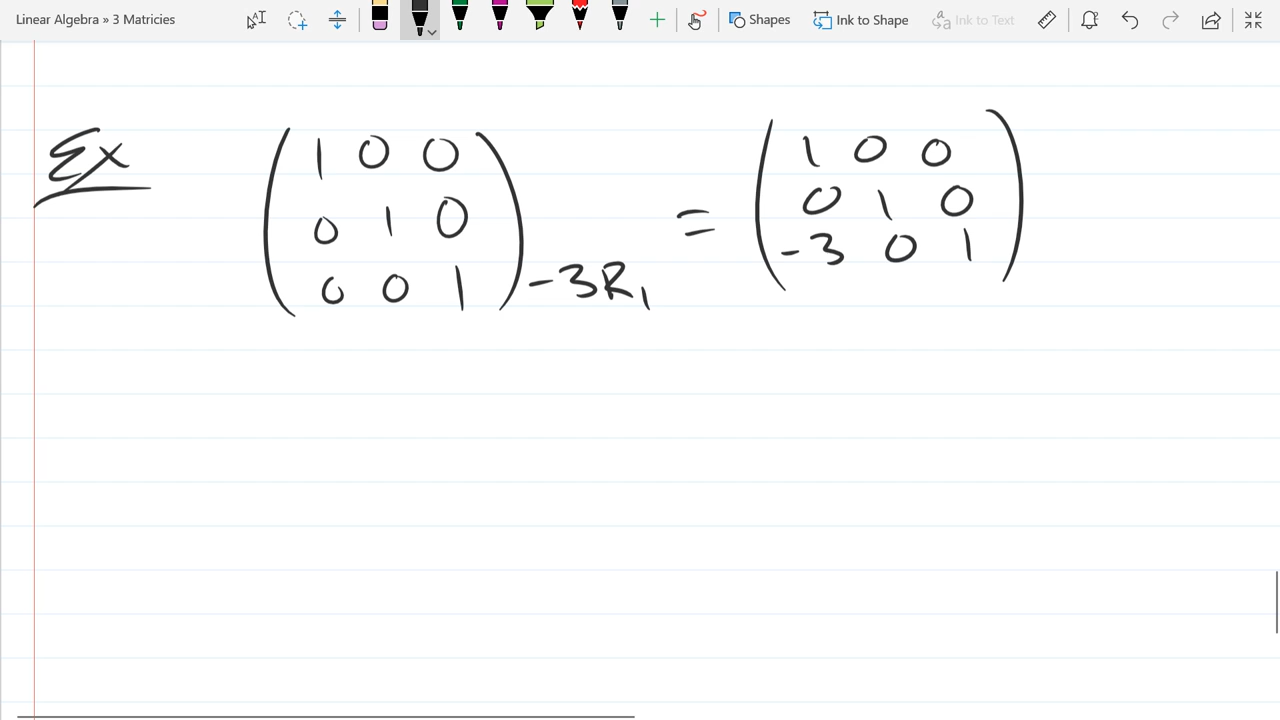 Linear Algebra » 3 Matricies
Shapes
Ink to Shape
Ink to Text
Ex
( 1 0 0 ) = ( 1 0 0 )
( 0 1 0 ) ( 0 1 0 )
( 0 0 1 ) -3R₁ ( -3 0 1 )